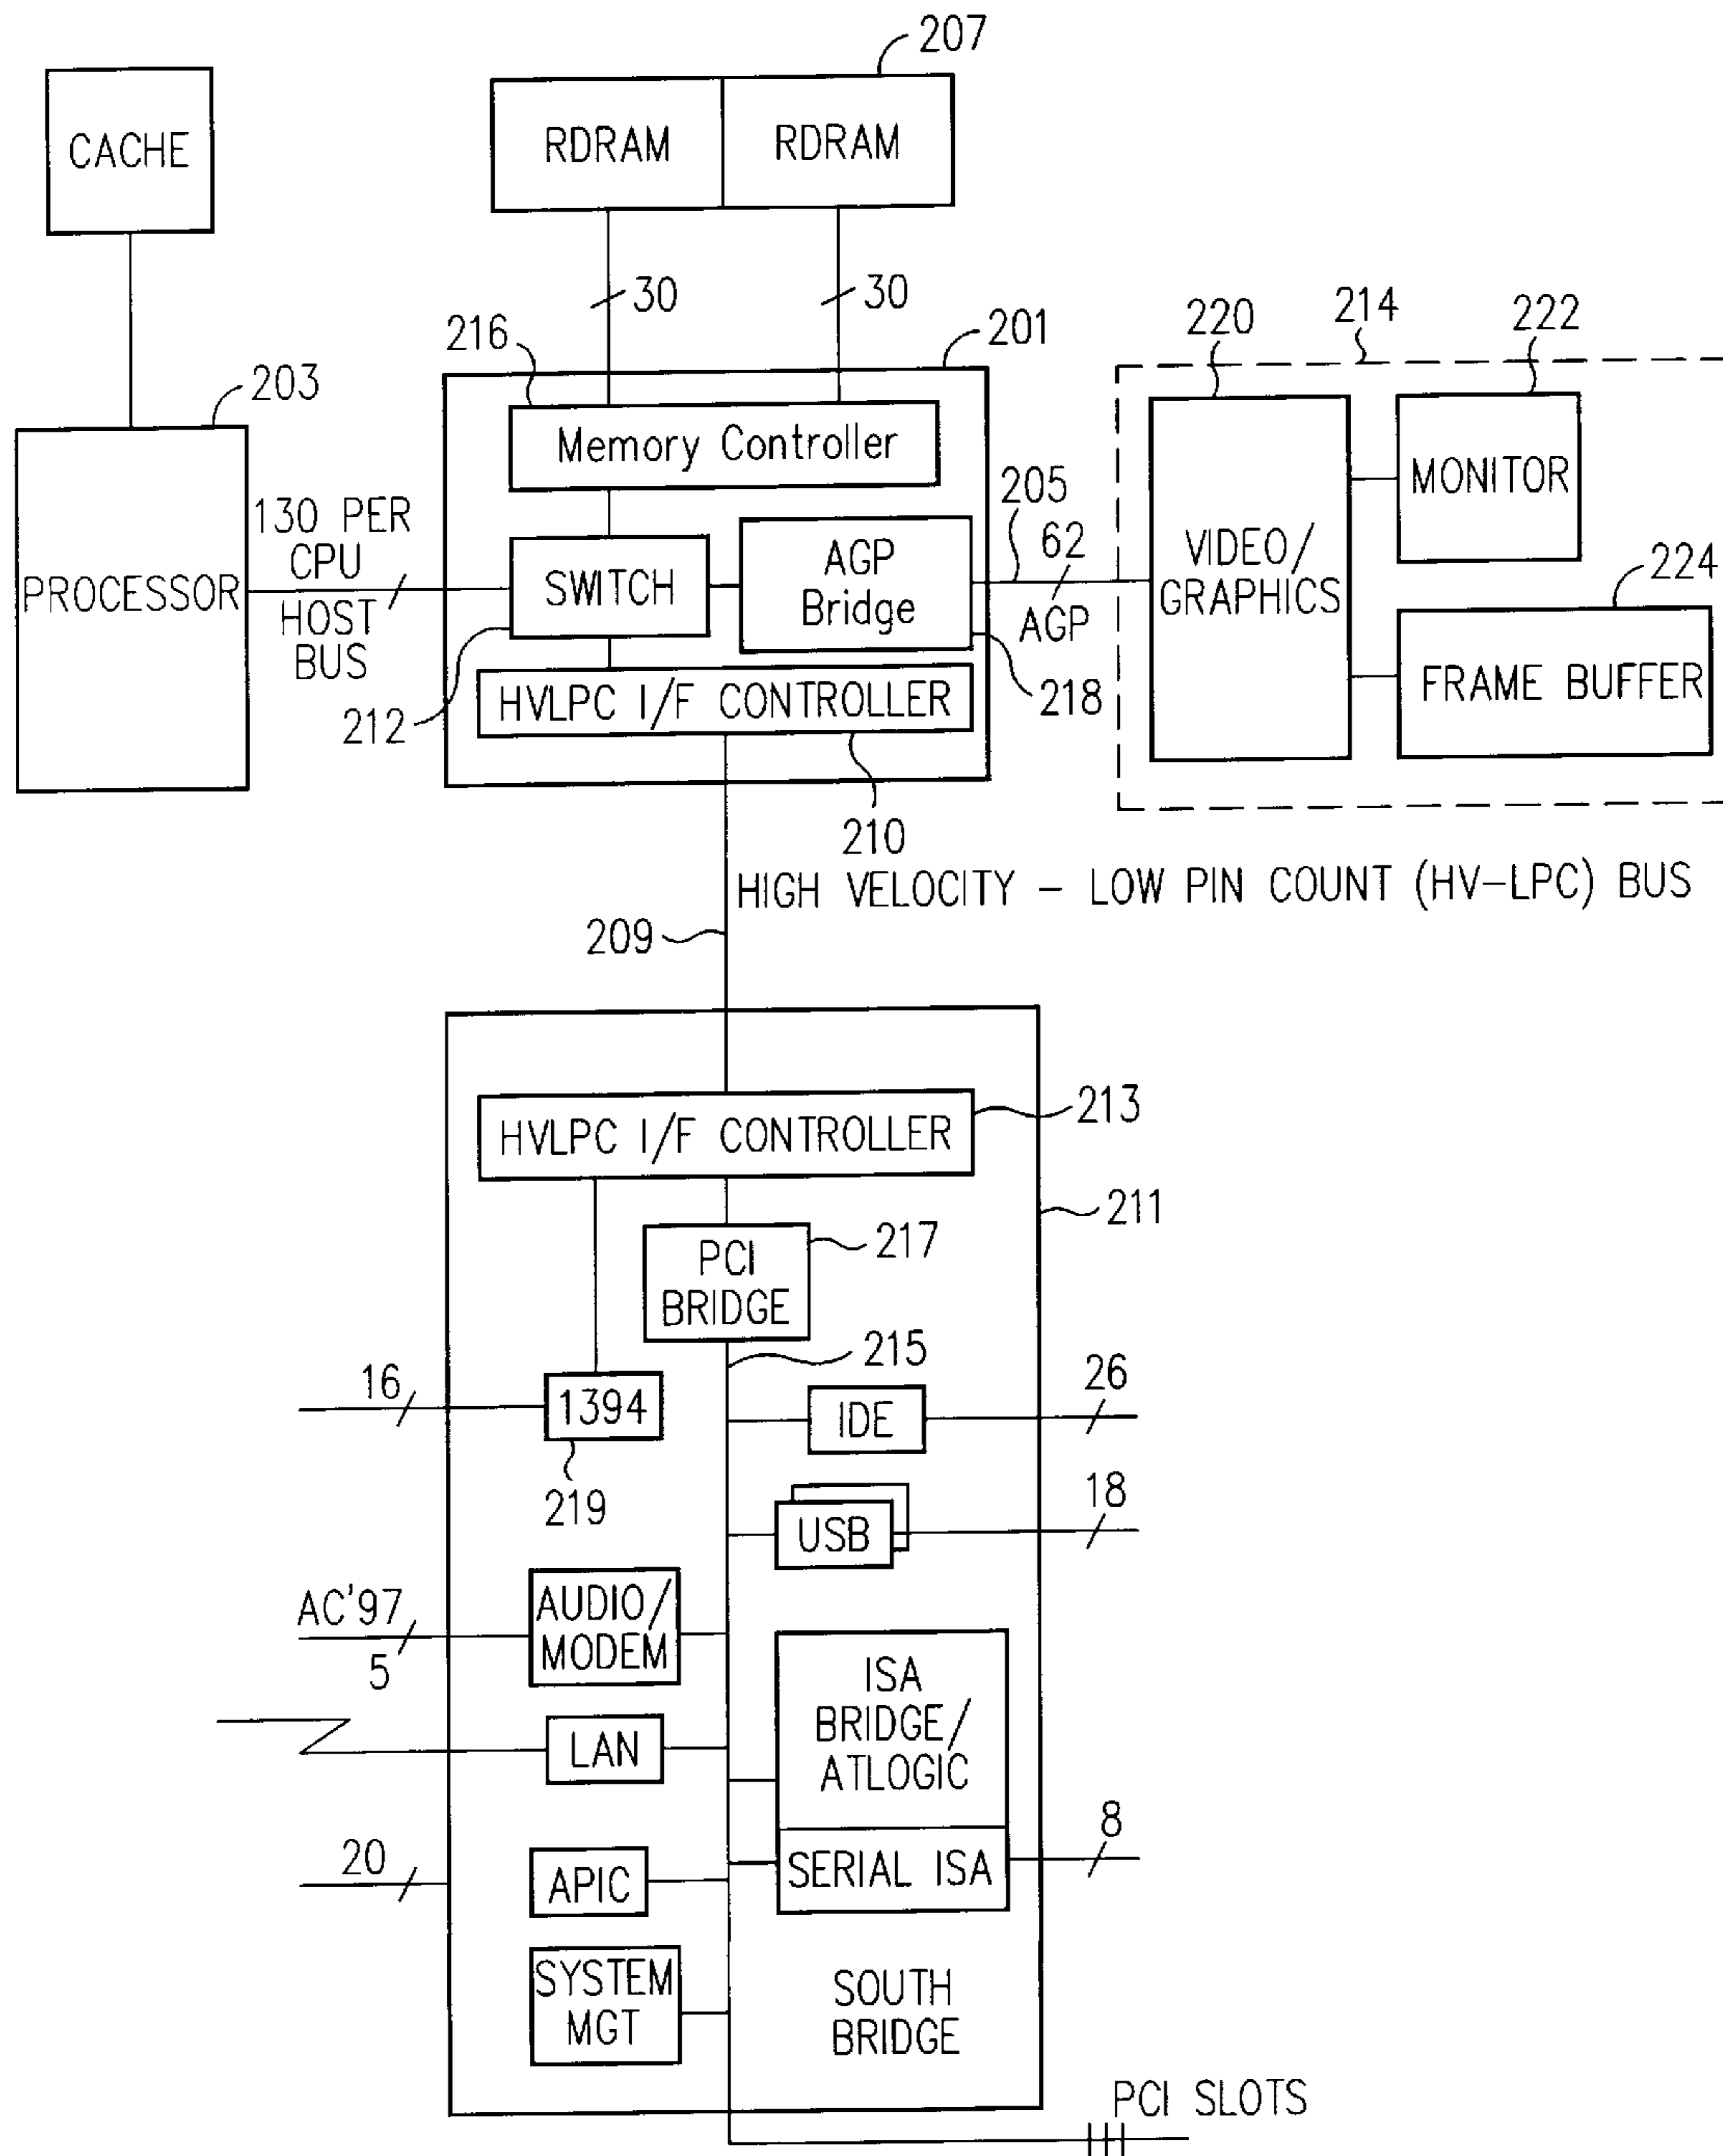 207
CACHE
RDRAM
RDRAM
30
30
216
201
220
214
222
203
Memory Controller
130 PER
CPU
HOST
BUS
PROCESSOR
SWITCH
AGP
Bridge
205
62
AGP
VIDEO/
GRAPHICS
MONITOR
224
FRAME BUFFER
212
HVLPC I/F CONTROLLER
218
210
HIGH VELOCITY - LOW PIN COUNT (HV-LPC) BUS
209
HVLPC I/F CONTROLLER
213
211
PCI
BRIDGE
217
215
16
1394
219
IDE
26
USB
18
AC'97
5
AUDIO/
MODEM
ISA
BRIDGE/
ATLOGIC
LAN
20
APIC
SERIAL ISA
8
SYSTEM
MGT
SOUTH
BRIDGE
PCI SLOTS